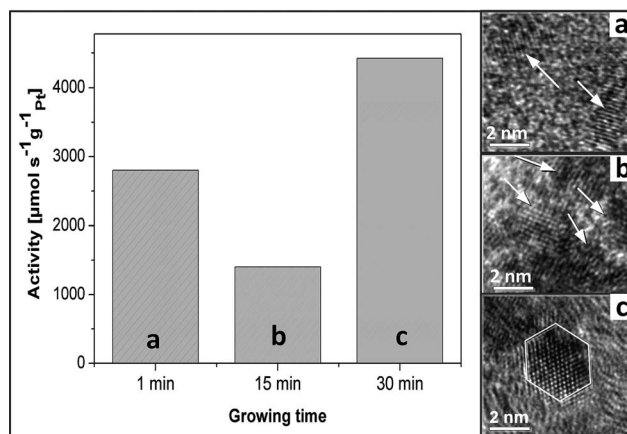 Activity [µmol s⁻¹ g⁻¹Pt]
4000
3000
2000
1000
0
a
b
c
1 min
15 min
30 min
Growing time
a
2 nm
b
2 nm
c
2 nm